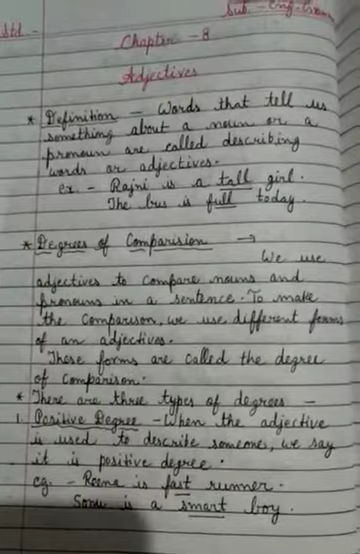 Std -
Sub. - Eng. Gram
Chapter - 8
Adjectives
* Definition - Words that tell us
something about a noun or a
pronoun are called describing
words or adjectives.
ex. - Rajni is a tall girl.
The bus is full today.
* Degrees of Comparision →
We use
adjectives to compare nouns and
pronouns in a sentence. To make
the comparison, we use different forms
of an adjectives.
These forms are called the degree
of comparison.
* There are three types of degrees -
1. Positive Degree - When the adjective
is used to describe someone, we say
it is positive degree.
eg. - Reena is fast runner.
Sonu is a smart boy.